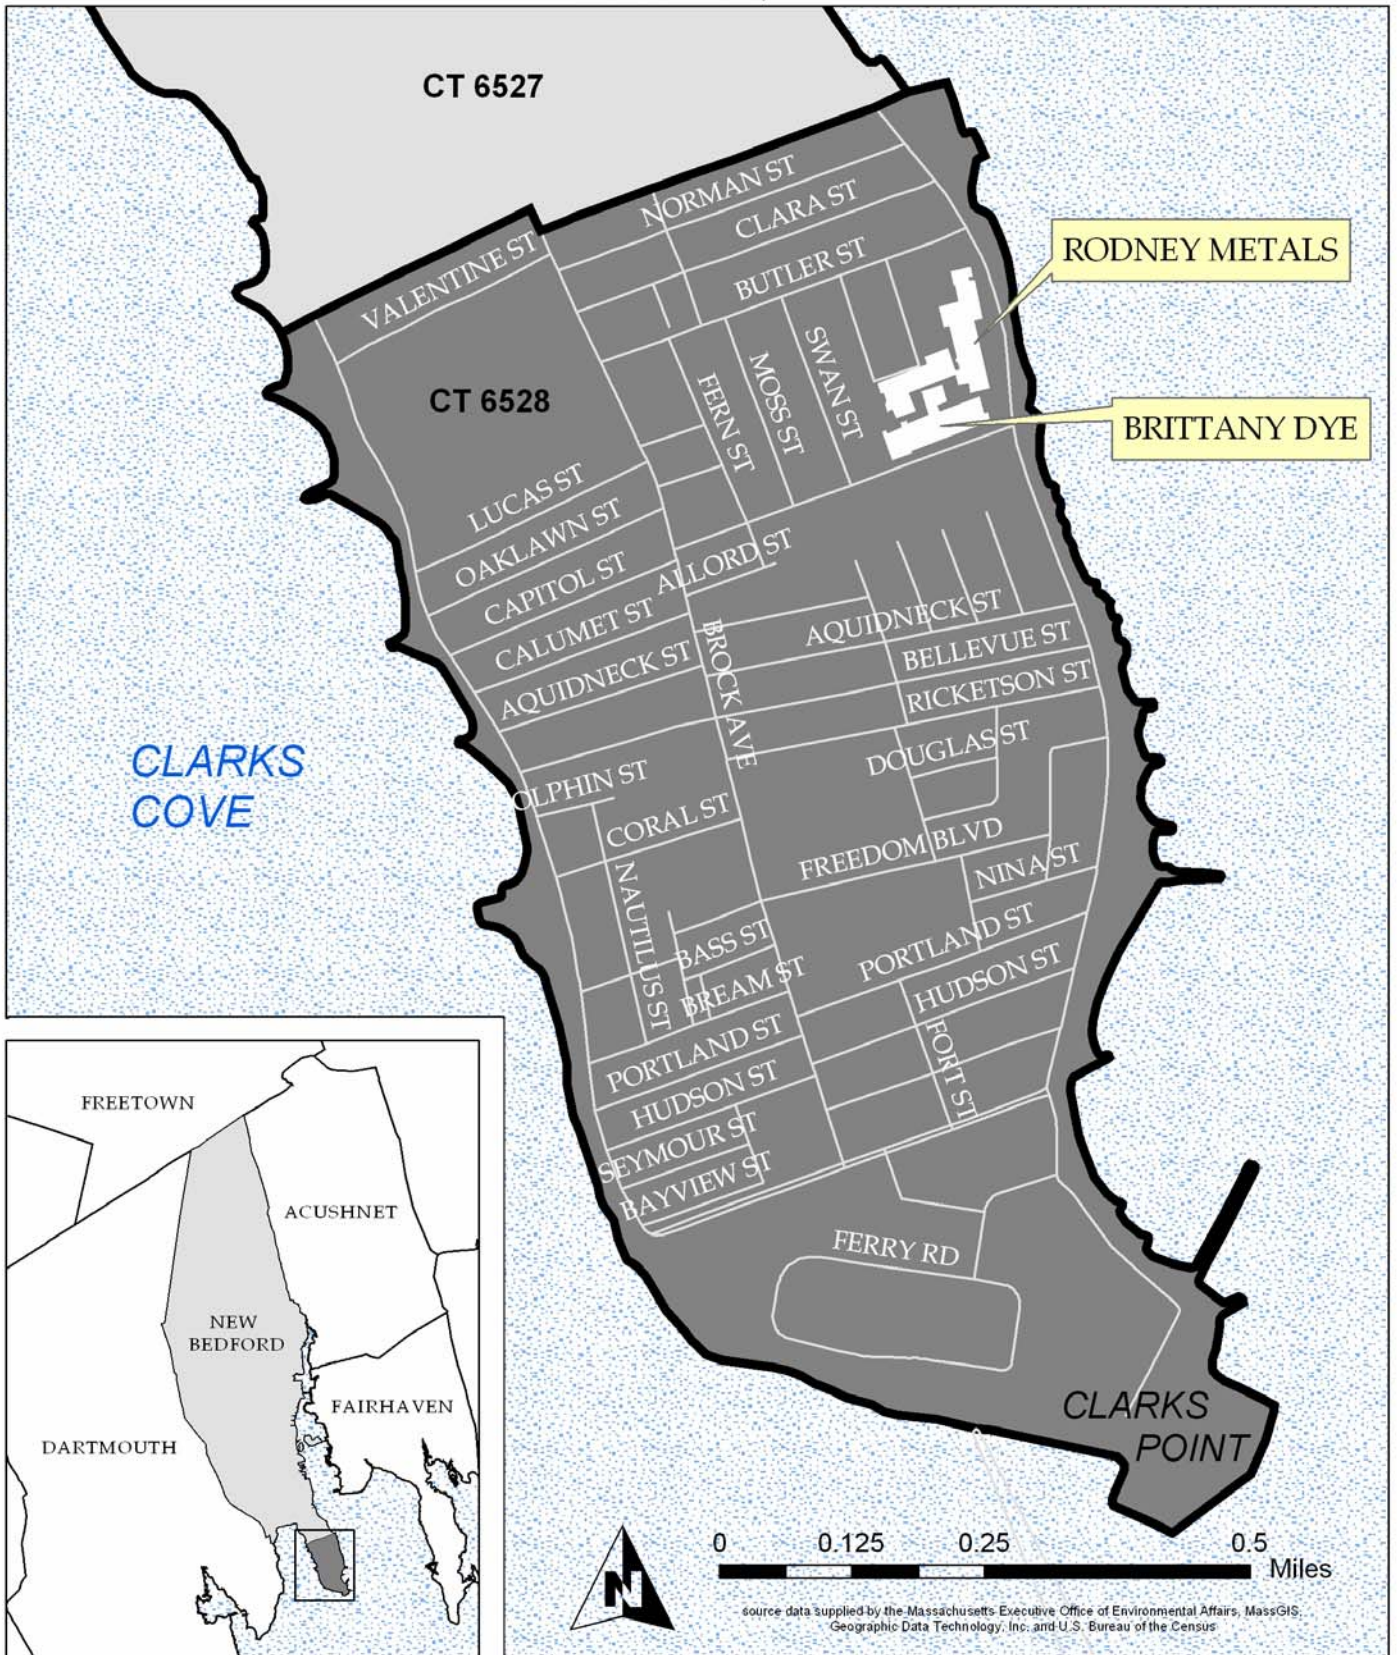 CT 6527
NORMAN ST
CLARA ST
VALENTINE ST
BUTLER ST
RODNEY METALS
CT 6528
FERN ST
MOSS ST
SWAN ST
BRITTANY DYE
LUCAS ST
OAKLAWN ST
CAPITOL ST
ALLORD ST
CALUMET ST
AQUIDNECK ST
AQUIDNECK ST
BROCK AVE
BELLEVUE ST
RICKETSON ST
DOUGLAS ST
CLARKS
COVE
OLPHIN ST
CORAL ST
FREEDOM BLVD
NINA ST
NAUTILUS ST
BASS ST
PORTLAND ST
BREAM ST
HUDSON ST
PORTLAND ST
FORT ST
HUDSON ST
SEYMOUR ST
BAYVIEW ST
FERRY RD
CLARKS
POINT
FREETOWN
ACUSHNET
NEW
BEDFORD
FAIRHAVEN
DARTMOUTH
N
0 0.125 0.25 0.5
Miles
source data supplied by the Massachusetts Executive Office of Environmental Affairs, MassGIS,
Geographic Data Technology, Inc. and U.S. Bureau of the Census